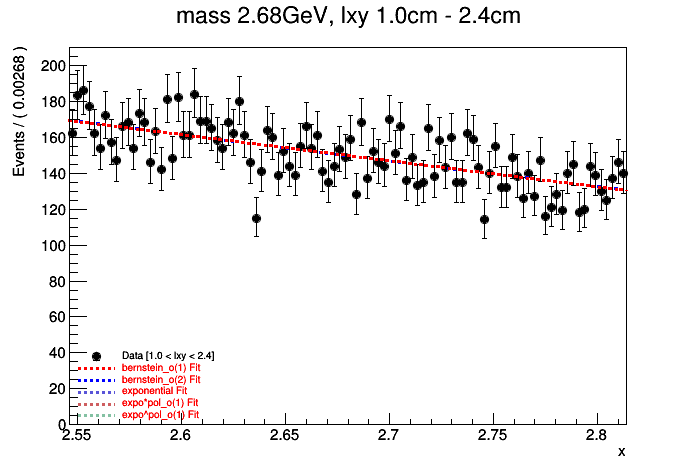 mass 2.68GeV, lxy 1.0cm - 2.4cm
Events / ( 0.00268 )
200
180
160
140
120
100
80
60
40
20
0
Data [1.0 < lxy < 2.4]
bernstein_o(1) Fit
bernstein_o(2) Fit
exponential Fit
expo*pol_o(1) Fit
expo^pol_o(1) Fit
2.55 2.6 2.65 2.7 2.75 2.8
x